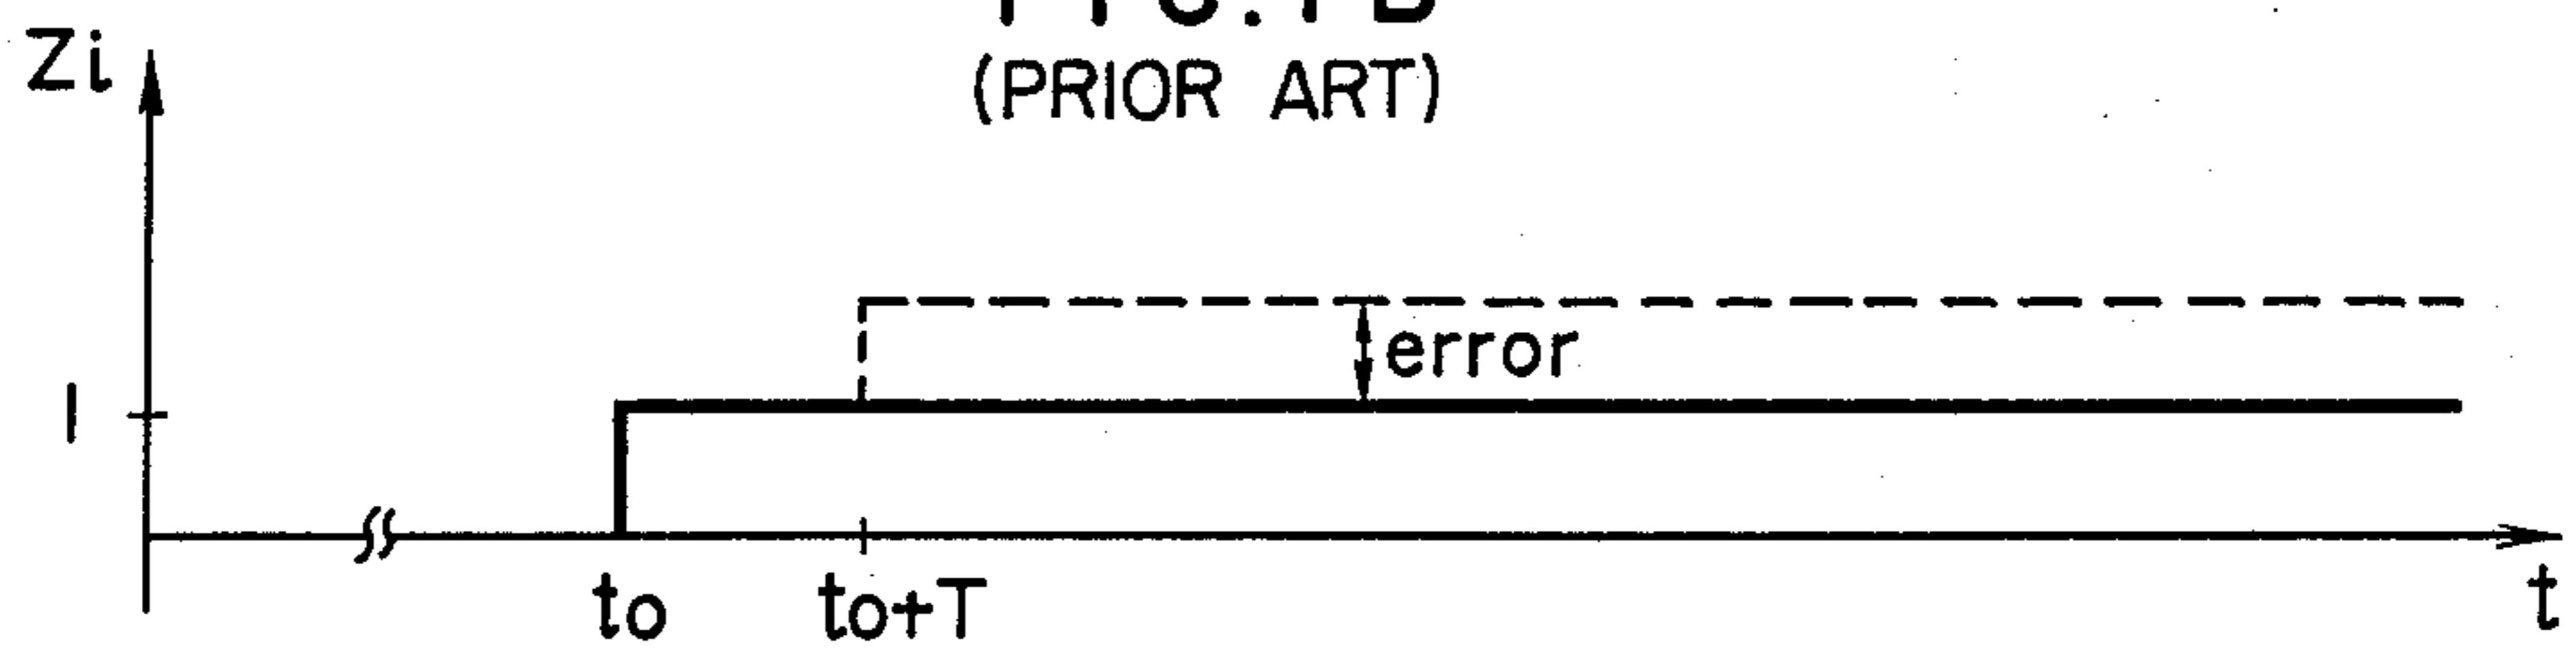 (PRIOR ART)
Zi
error
1
to
to+T
t